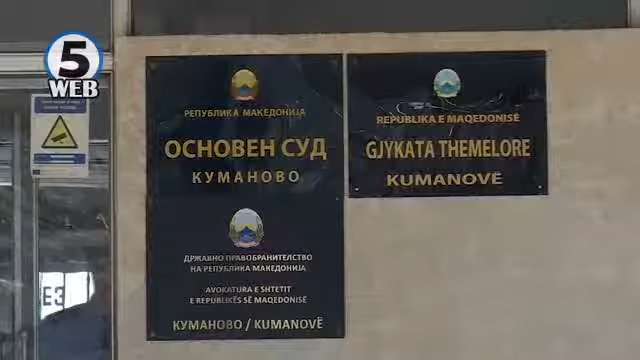 5
WEB
РЕПУБЛИКА МАКЕДОНИЈА
ОСНОВЕН СУД
КУМАНОВО
ДРЖАВНО ПРАВОБРАНИТЕЛСТВО
НА РЕПУБЛИКА МАКЕДОНИЈА
AVOKATURA E SHTETIT
E REPUBLIKËS SË MAQEDONISË
КУМАНОВО / KUMANOVË
REPUBLIKA E MAQEDONISË
GJYKATA THEMELORE
KUMANOVË